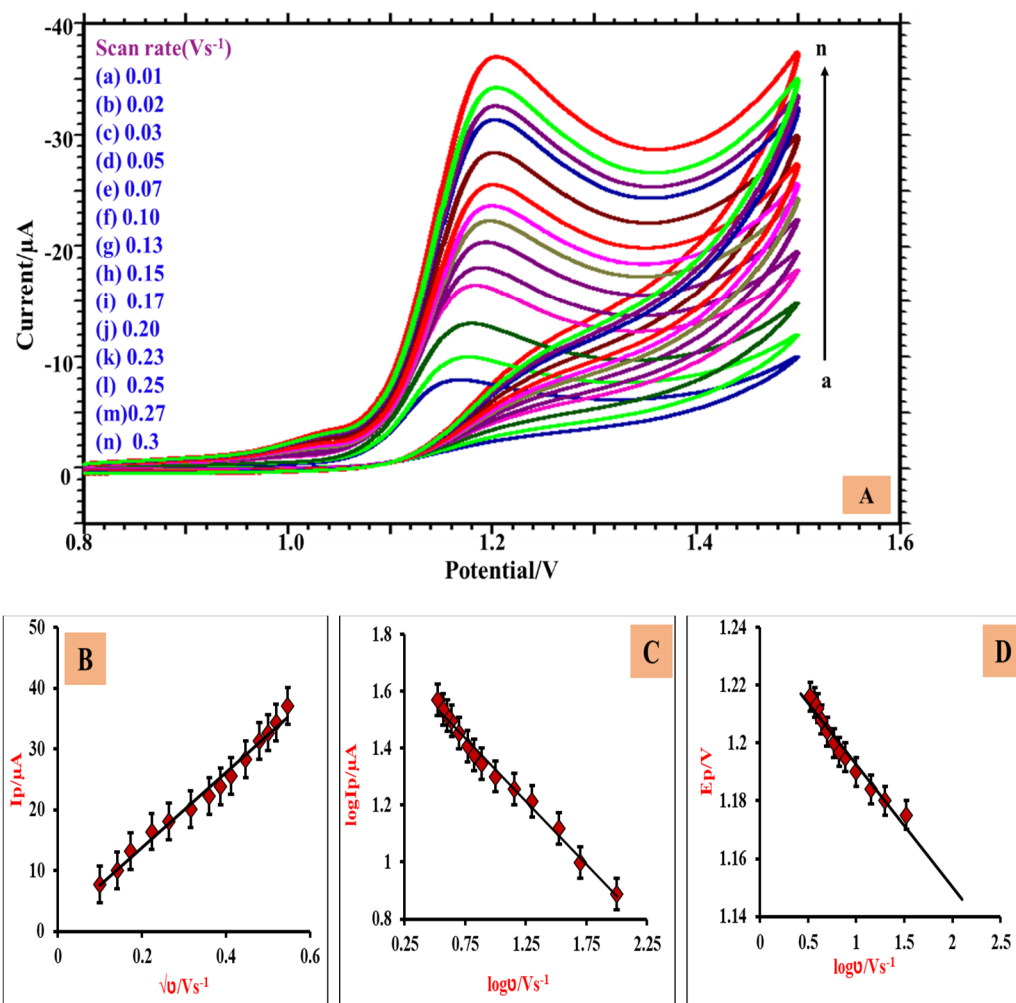 -40
-30
-20
-10
0
Current/µA
Scan rate(Vs⁻¹)
(a) 0.01
(b) 0.02
(c) 0.03
(d) 0.05
(e) 0.07
(f) 0.10
(g) 0.13
(h) 0.15
(i) 0.17
(j) 0.20
(k) 0.23
(l) 0.25
(m)0.27
(n) 0.3
n
a
A
0.8 1.0 1.2 1.4 1.6
Potential/V
B
50
40
30
20
10
0
Ip/µA
0 0.2 0.4 0.6
√υ/Vs⁻¹
C
1.8
1.6
1.4
1.2
1
0.8
logIp/µA
0.25 0.75 1.25 1.75 2.25
logυ/Vs⁻¹
D
1.24
1.22
1.2
1.18
1.16
1.14
Ep/V
0 0.5 1 1.5 2 2.5
logυ/Vs⁻¹